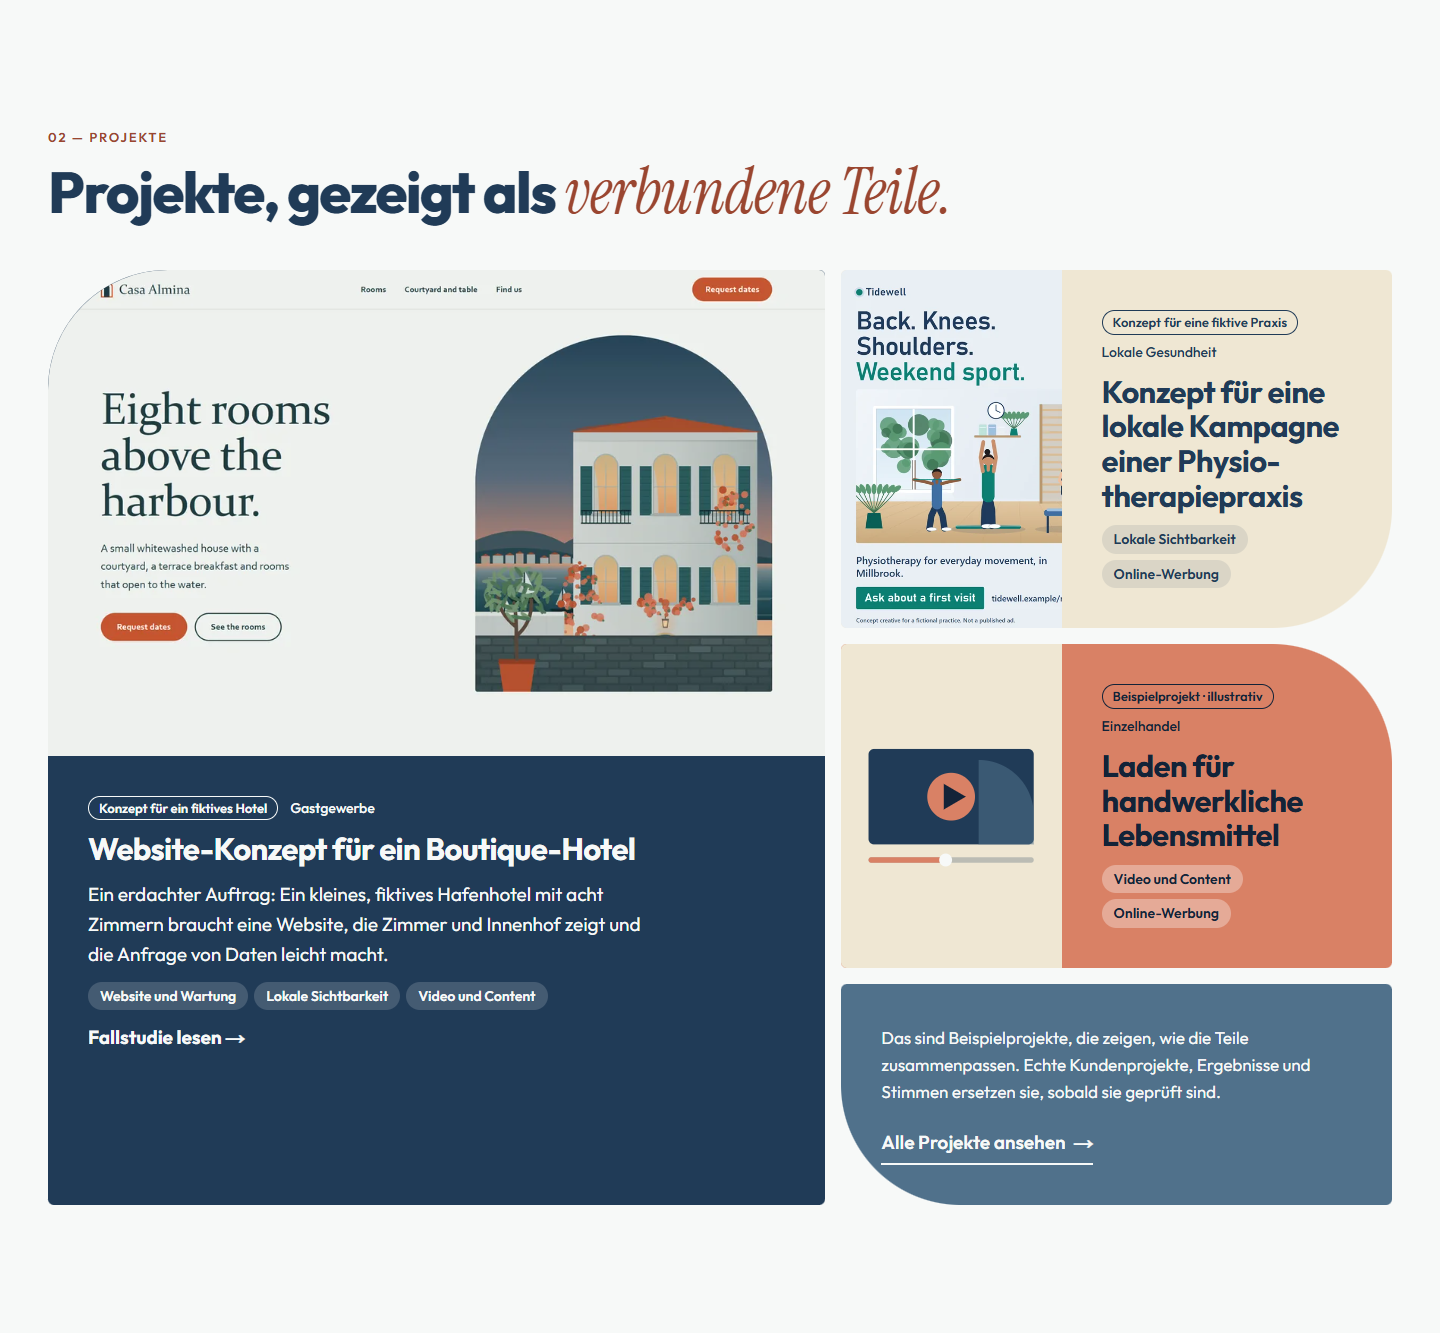 02 — PROJEKTE
Projekte, gezeigt als verbundene Teile.
Casa Almina
Rooms
Courtyard and table
Find us
Request dates
Eight rooms
above the
harbour.
A small whitewashed house with a
courtyard, a terrace breakfast and rooms
that open to the water.
Request dates
See the rooms
Konzept für ein fiktives Hotel
Gastgewerbe
Website-Konzept für ein Boutique-Hotel
Ein erdachter Auftrag: Ein kleines, fiktives Hafenhotel mit acht
Zimmern braucht eine Website, die Zimmer und Innenhof zeigt und
die Anfrage von Daten leicht macht.
Website und Wartung
Lokale Sichtbarkeit
Video und Content
Fallstudie lesen →
Tidewell
Back. Knees.
Shoulders.
Weekend sport.
Physiotherapy for everyday movement, in
Millbrook.
Ask about a first visit
tidewell.example/
Concept creative for a fictional practice. Not a published ad.
Konzept für eine fiktive Praxis
Lokale Gesundheit
Konzept für eine
lokale Kampagne
einer Physio-
therapiepraxis
Lokale Sichtbarkeit
Online-Werbung
Beispielprojekt · illustrativ
Einzelhandel
Laden für
handwerkliche
Lebensmittel
Video und Content
Online-Werbung
Das sind Beispielprojekte, die zeigen, wie die Teile
zusammenpassen. Echte Kundenprojekte, Ergebnisse und
Stimmen ersetzen sie, sobald sie geprüft sind.
Alle Projekte ansehen →